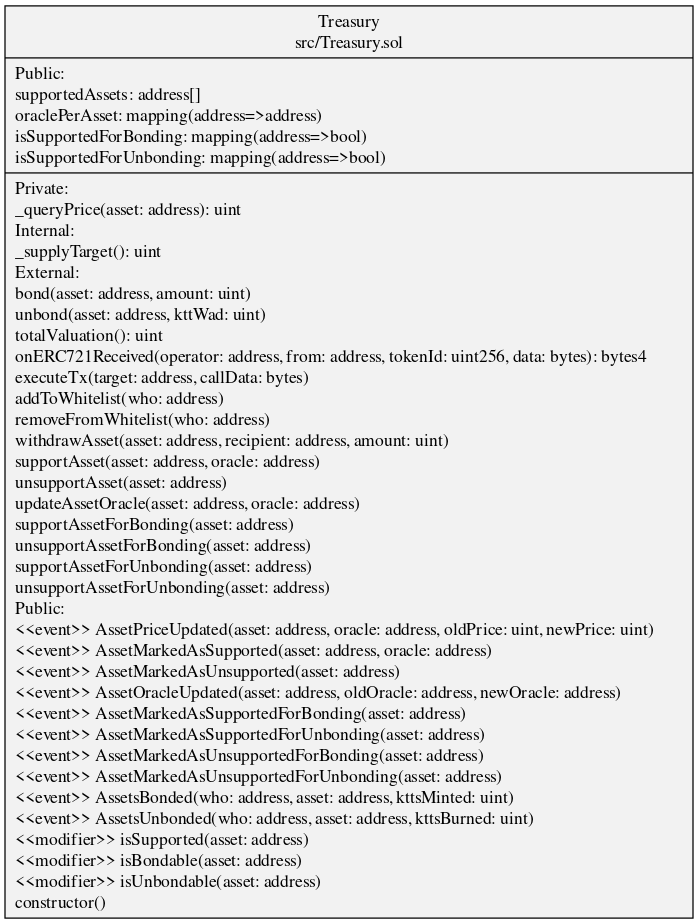 Treasury
src/Treasury.sol
Public:
supportedAssets: address[]
oraclePerAsset: mapping(address=>address)
isSupportedForBonding: mapping(address=>bool)
isSupportedForUnbonding: mapping(address=>bool)
Private:
_queryPrice(asset: address): uint
Internal:
_supplyTarget(): uint
External:
bond(asset: address, amount: uint)
unbond(asset: address, kttWad: uint)
totalValuation(): uint
onERC721Received(operator: address, from: address, tokenId: uint256, data: bytes): bytes4
executeTx(target: address, callData: bytes)
addToWhitelist(who: address)
removeFromWhitelist(who: address)
withdrawAsset(asset: address, recipient: address, amount: uint)
supportAsset(asset: address, oracle: address)
unsupportAsset(asset: address)
updateAssetOracle(asset: address, oracle: address)
supportAssetForBonding(asset: address)
unsupportAssetForBonding(asset: address)
supportAssetForUnbonding(asset: address)
unsupportAssetForUnbonding(asset: address)
Public:
<<event>> AssetPriceUpdated(asset: address, oracle: address, oldPrice: uint, newPrice: uint)
<<event>> AssetMarkedAsSupported(asset: address, oracle: address)
<<event>> AssetMarkedAsUnsupported(asset: address)
<<event>> AssetOracleUpdated(asset: address, oldOracle: address, newOracle: address)
<<event>> AssetMarkedAsSupportedForBonding(asset: address)
<<event>> AssetMarkedAsSupportedForUnbonding(asset: address)
<<event>> AssetMarkedAsUnsupportedForBonding(asset: address)
<<event>> AssetMarkedAsUnsupportedForUnbonding(asset: address)
<<event>> AssetsBonded(who: address, asset: address, kttsMinted: uint)
<<event>> AssetsUnbonded(who: address, asset: address, kttsBurned: uint)
<<modifier>> isSupported(asset: address)
<<modifier>> isBondable(asset: address)
<<modifier>> isUnbondable(asset: address)
constructor()